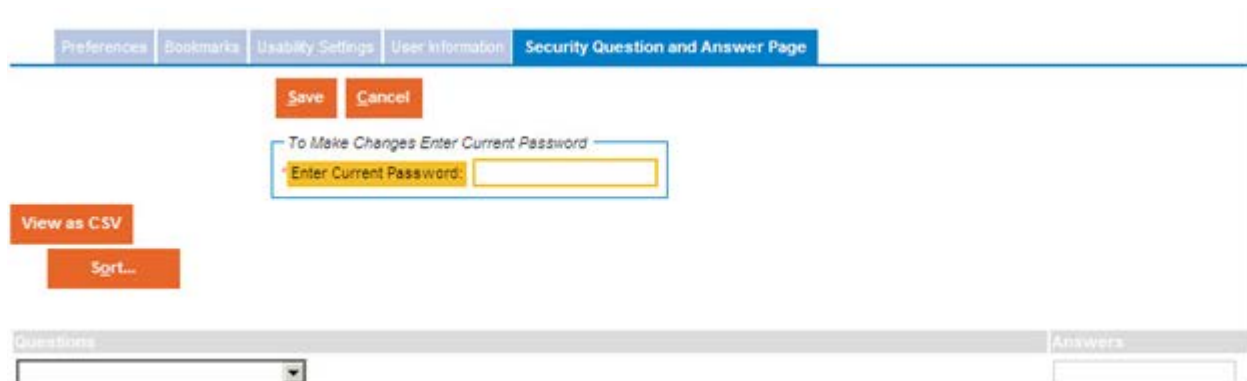 Preferences Bookmarks Usability Settings User Information Security Question and Answer Page
Save Cancel
To Make Changes Enter Current Password
*Enter Current Password:
View as CSV
Sort...
Questions Answers